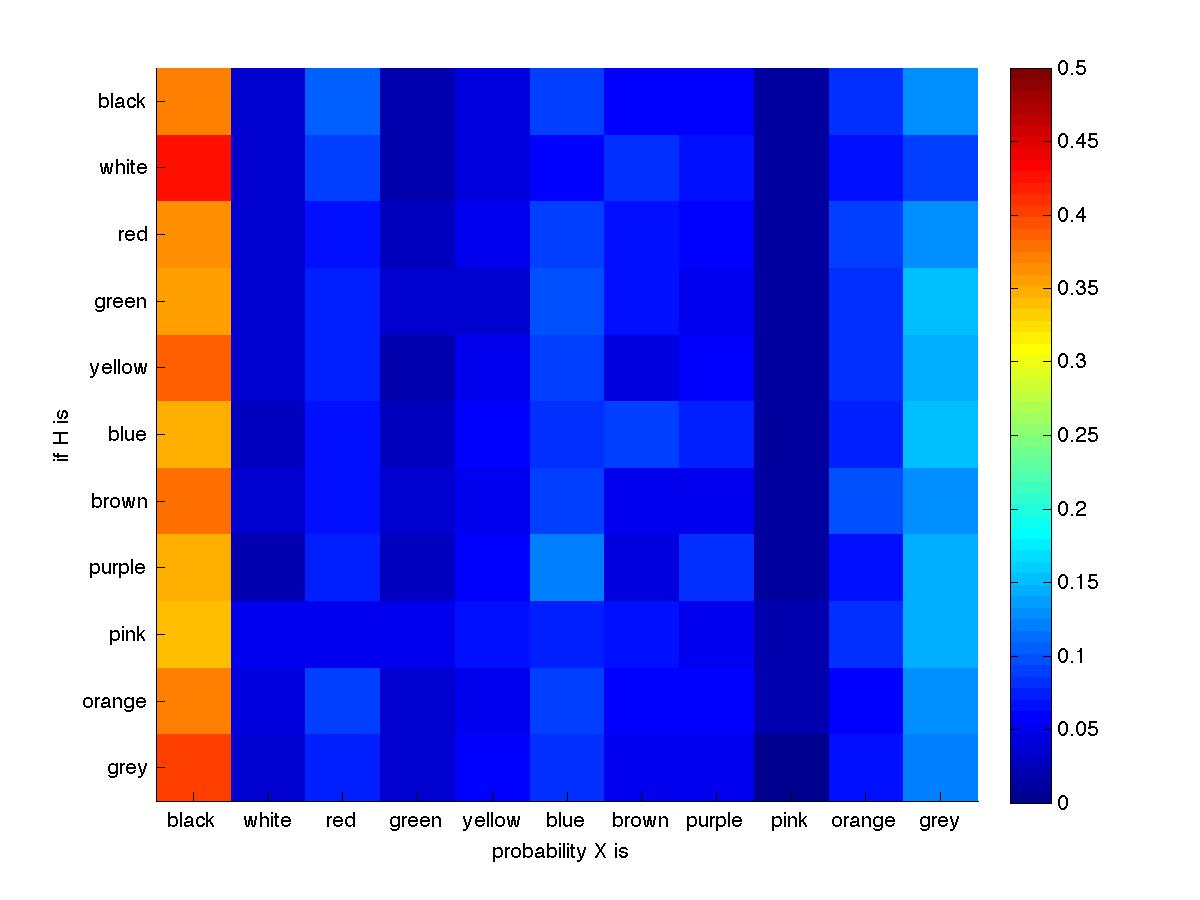 black
white
red
green
yellow
blue
brown
purple
pink
orange
grey
if H is
black white red green yellow blue brown purple pink orange grey
probability X is
0.5
0.45
0.4
0.35
0.3
0.25
0.2
0.15
0.1
0.05
0